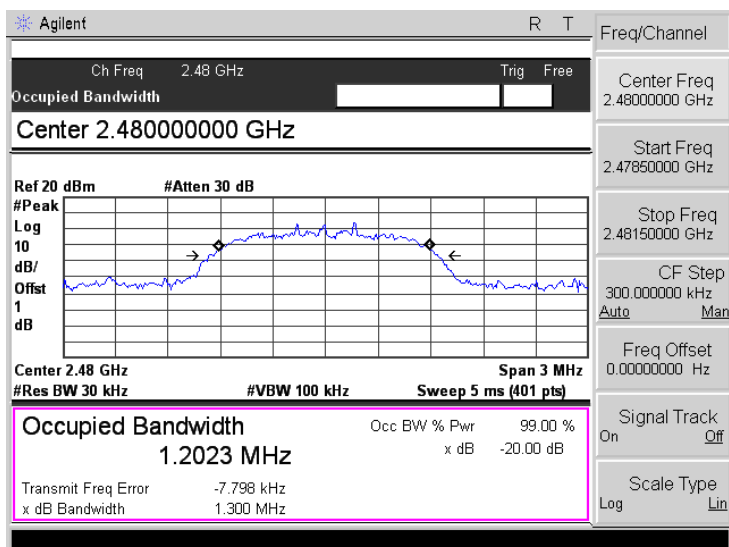 Agilent R T
Freq/Channel
Ch Freq 2.48 GHz Trig Free
Occupied Bandwidth
Center 2.480000000 GHz
Ref 20 dBm #Atten 30 dB
#Peak
Log
10
dB/
Offst
1
dB
Center 2.48 GHz Span 3 MHz
#Res BW 30 kHz #VBW 100 kHz Sweep 5 ms (401 pts)
Occupied Bandwidth Occ BW % Pwr 99.00 %
1.2023 MHz x dB -20.00 dB
Transmit Freq Error -7.798 kHz
x dB Bandwidth 1.300 MHz
Center Freq
2.48000000 GHz
Start Freq
2.47850000 GHz
Stop Freq
2.48150000 GHz
CF Step
300.000000 kHz
Auto Man
Freq Offset
0.00000000 Hz
Signal Track
On Off
Scale Type
Log Lin